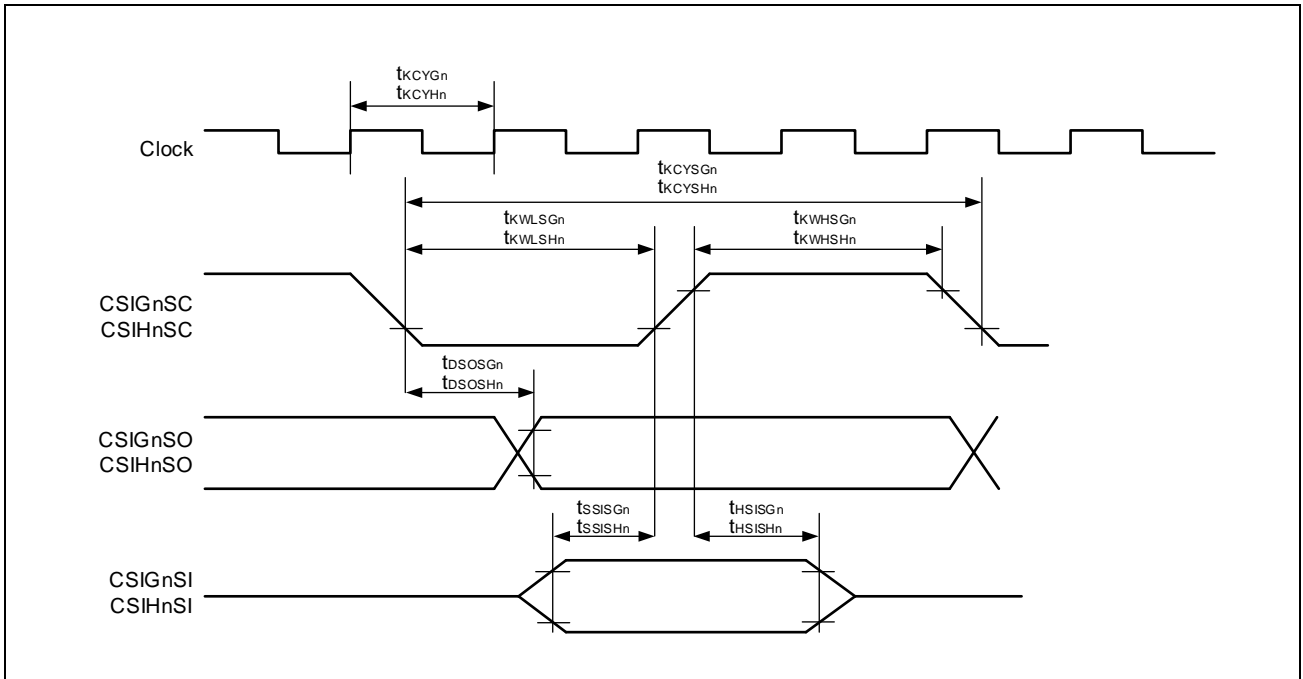 tKCYGn
tKCYHn
Clock
tKCYSGn
tKCYSHn
tKWLSGn
tKWLSHn
tKWHSGn
tKWHSHn
CSIGnSC
CSIHnSC
tDSOSGn
tDSOSHn
CSIGnSO
CSIHnSO
tSSISGn
tSSISHn
tHSISGn
tHSISHn
CSIGnSI
CSIHnSI